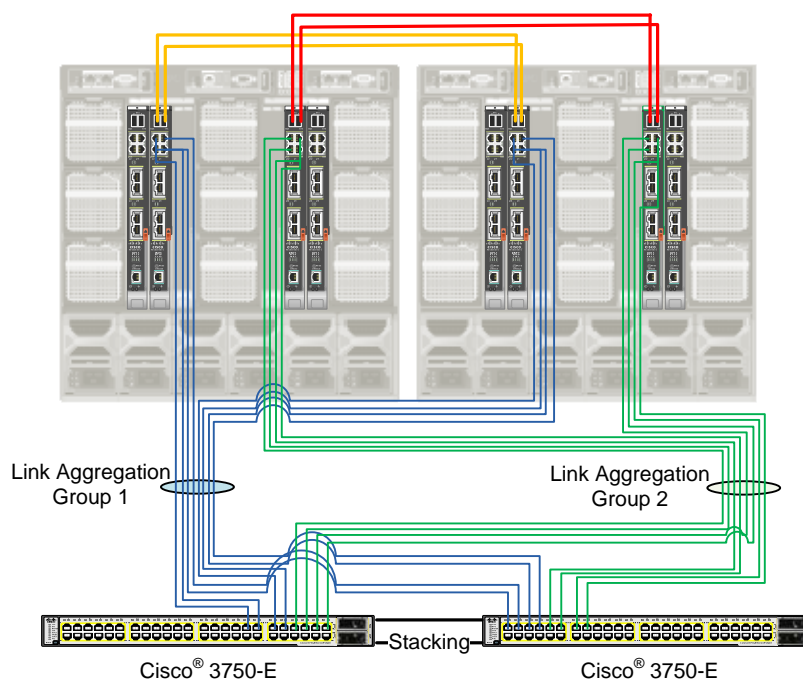 Link Aggregation
Group 1
Link Aggregation
Group 2
Stacking
Cisco® 3750-E
Cisco® 3750-E